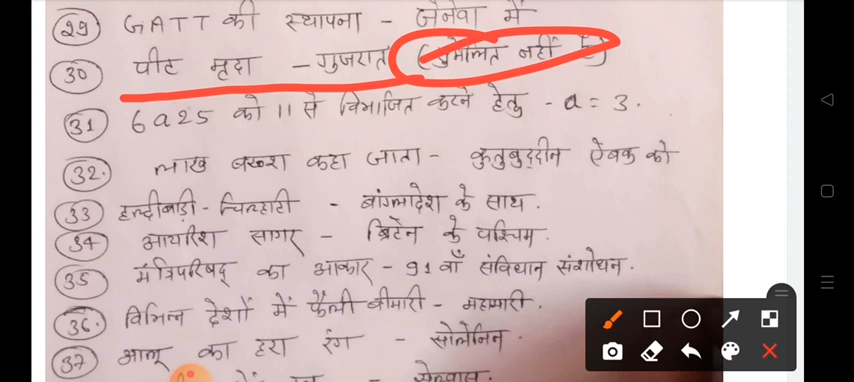 29 GATT की स्थापना - जेनेवा में
30 पीट मृदा - गुजरात (सुमेलित नहीं है)
31 6a25 को 11 से विभाजित करने हेतु - a = 3.
32. लाख बख्श कहा जाता - कुतुबुद्दीन ऐबक को
33 हल्दीबाड़ी - चिल्हाटी - बांग्लादेश के साथ.
34 आयरिश सागर - ब्रिटेन के पश्चिम.
35 मंत्रिपरिषद् का आकार - 91वाँ संविधान संशोधन.
36. विभिन्न देशों में फैली बीमारी - महामारी.
37 आलू का हरा रंग - सोलेनिन.